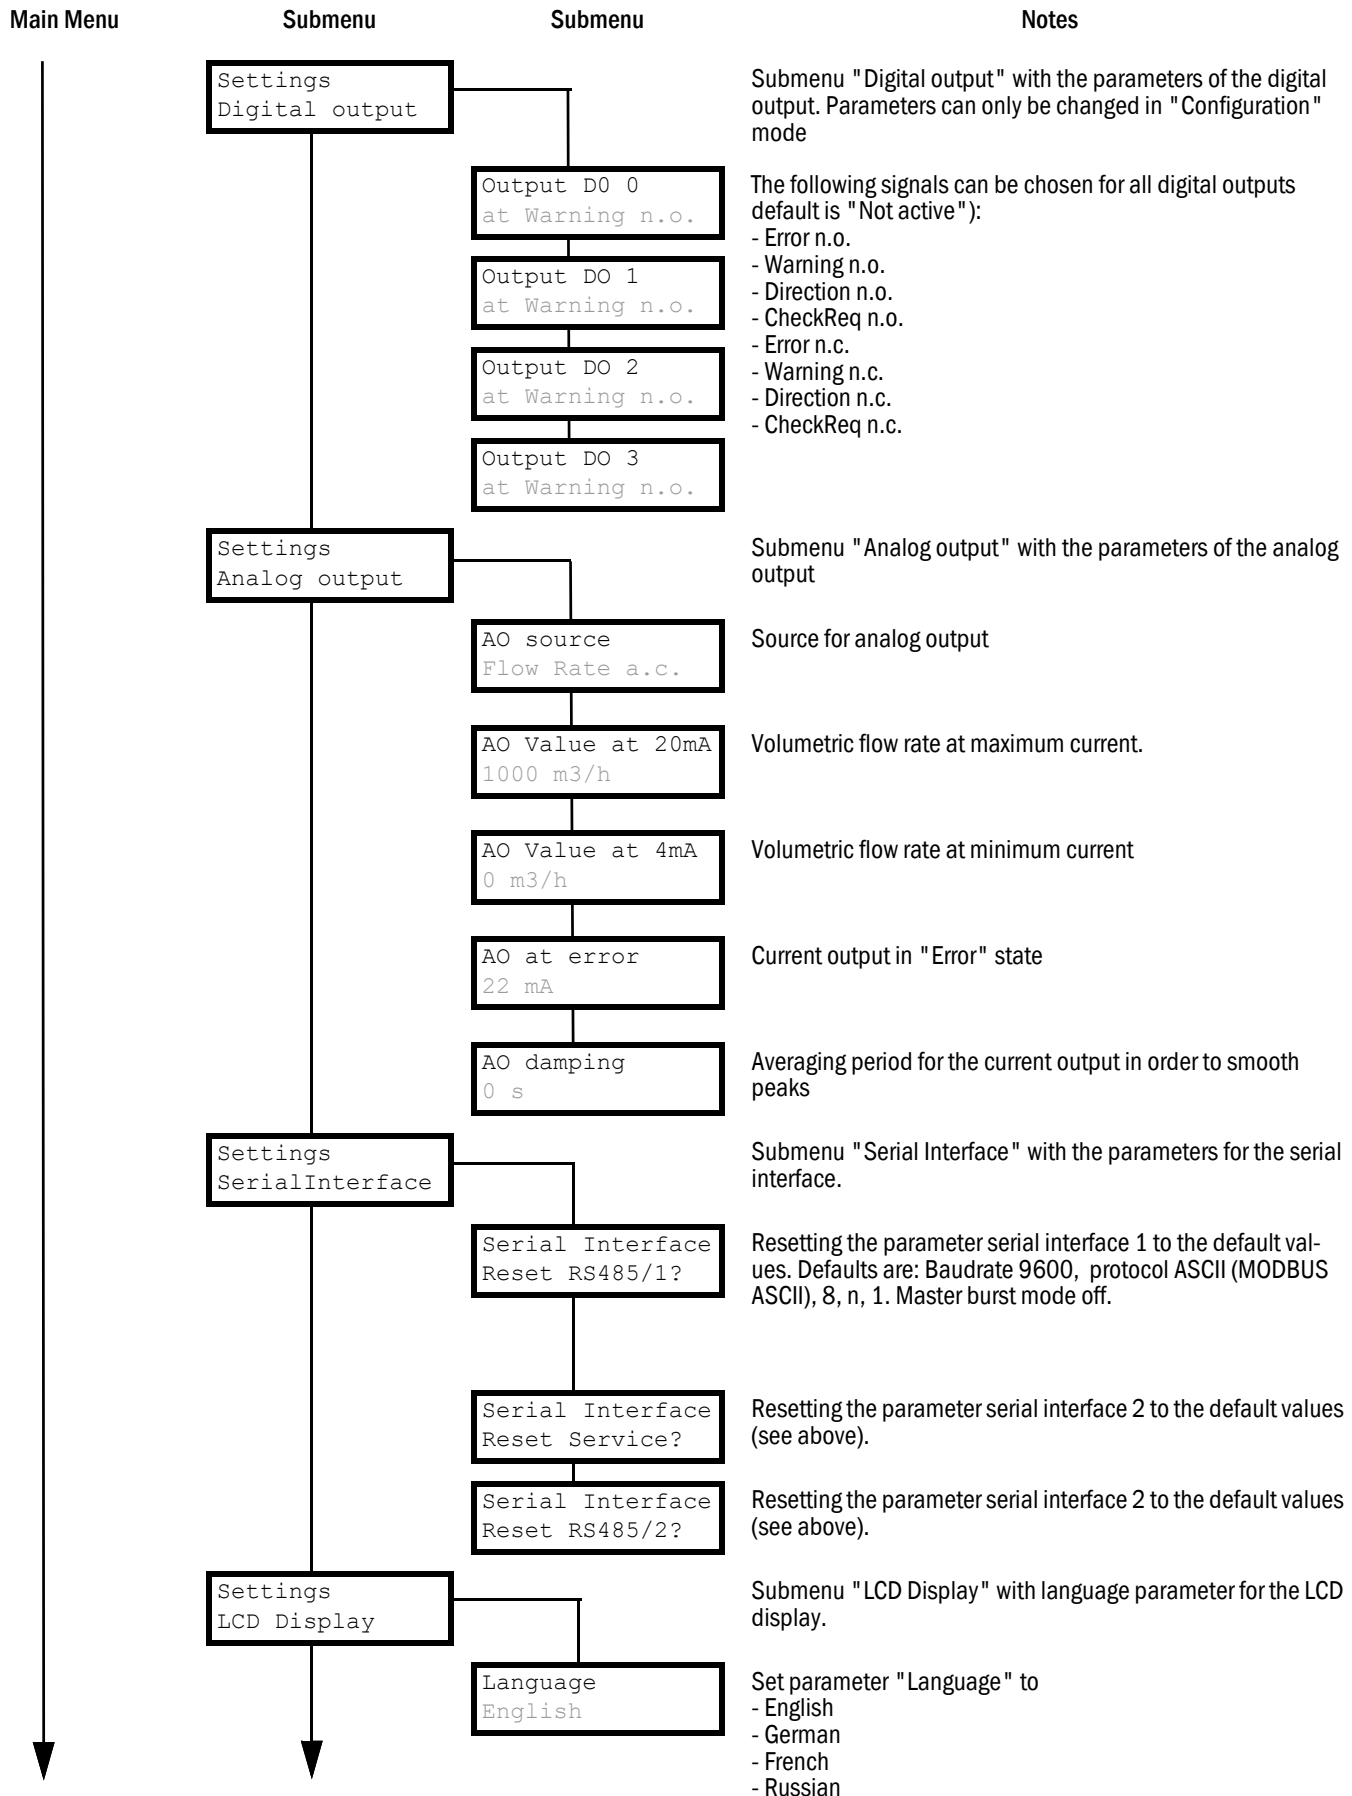 Main Menu Submenu Submenu Notes
Settings
Digital output
Submenu "Digital output" with the parameters of the digital
output. Parameters can only be changed in "Configuration"
mode
Output D0 0
at Warning n.o.
The following signals can be chosen for all digital outputs
default is "Not active"):
- Error n.o.
- Warning n.o.
- Direction n.o.
- CheckReq n.o.
- Error n.c.
- Warning n.c.
- Direction n.c.
- CheckReq n.c.
Output DO 1
at Warning n.o.
Output DO 2
at Warning n.o.
Output DO 3
at Warning n.o.
Settings
Analog output
Submenu "Analog output" with the parameters of the analog
output
AO source
Flow Rate a.c.
Source for analog output
AO Value at 20mA
1000 m3/h
Volumetric flow rate at maximum current.
AO Value at 4mA
0 m3/h
Volumetric flow rate at minimum current
AO at error
22 mA
Current output in "Error" state
AO damping
0 s
Averaging period for the current output in order to smooth
peaks
Settings
SerialInterface
Submenu "Serial Interface" with the parameters for the serial
interface.
Serial Interface
Reset RS485/1?
Resetting the parameter serial interface 1 to the default val-
ues. Defaults are: Baudrate 9600, protocol ASCII (MODBUS
ASCII), 8, n, 1. Master burst mode off.
Serial Interface
Reset Service?
Resetting the parameter serial interface 2 to the default values
(see above).
Serial Interface
Reset RS485/2?
Resetting the parameter serial interface 2 to the default values
(see above).
Settings
LCD Display
Submenu "LCD Display" with language parameter for the LCD
display.
Language
English
Set parameter "Language" to
- English
- German
- French
- Russian